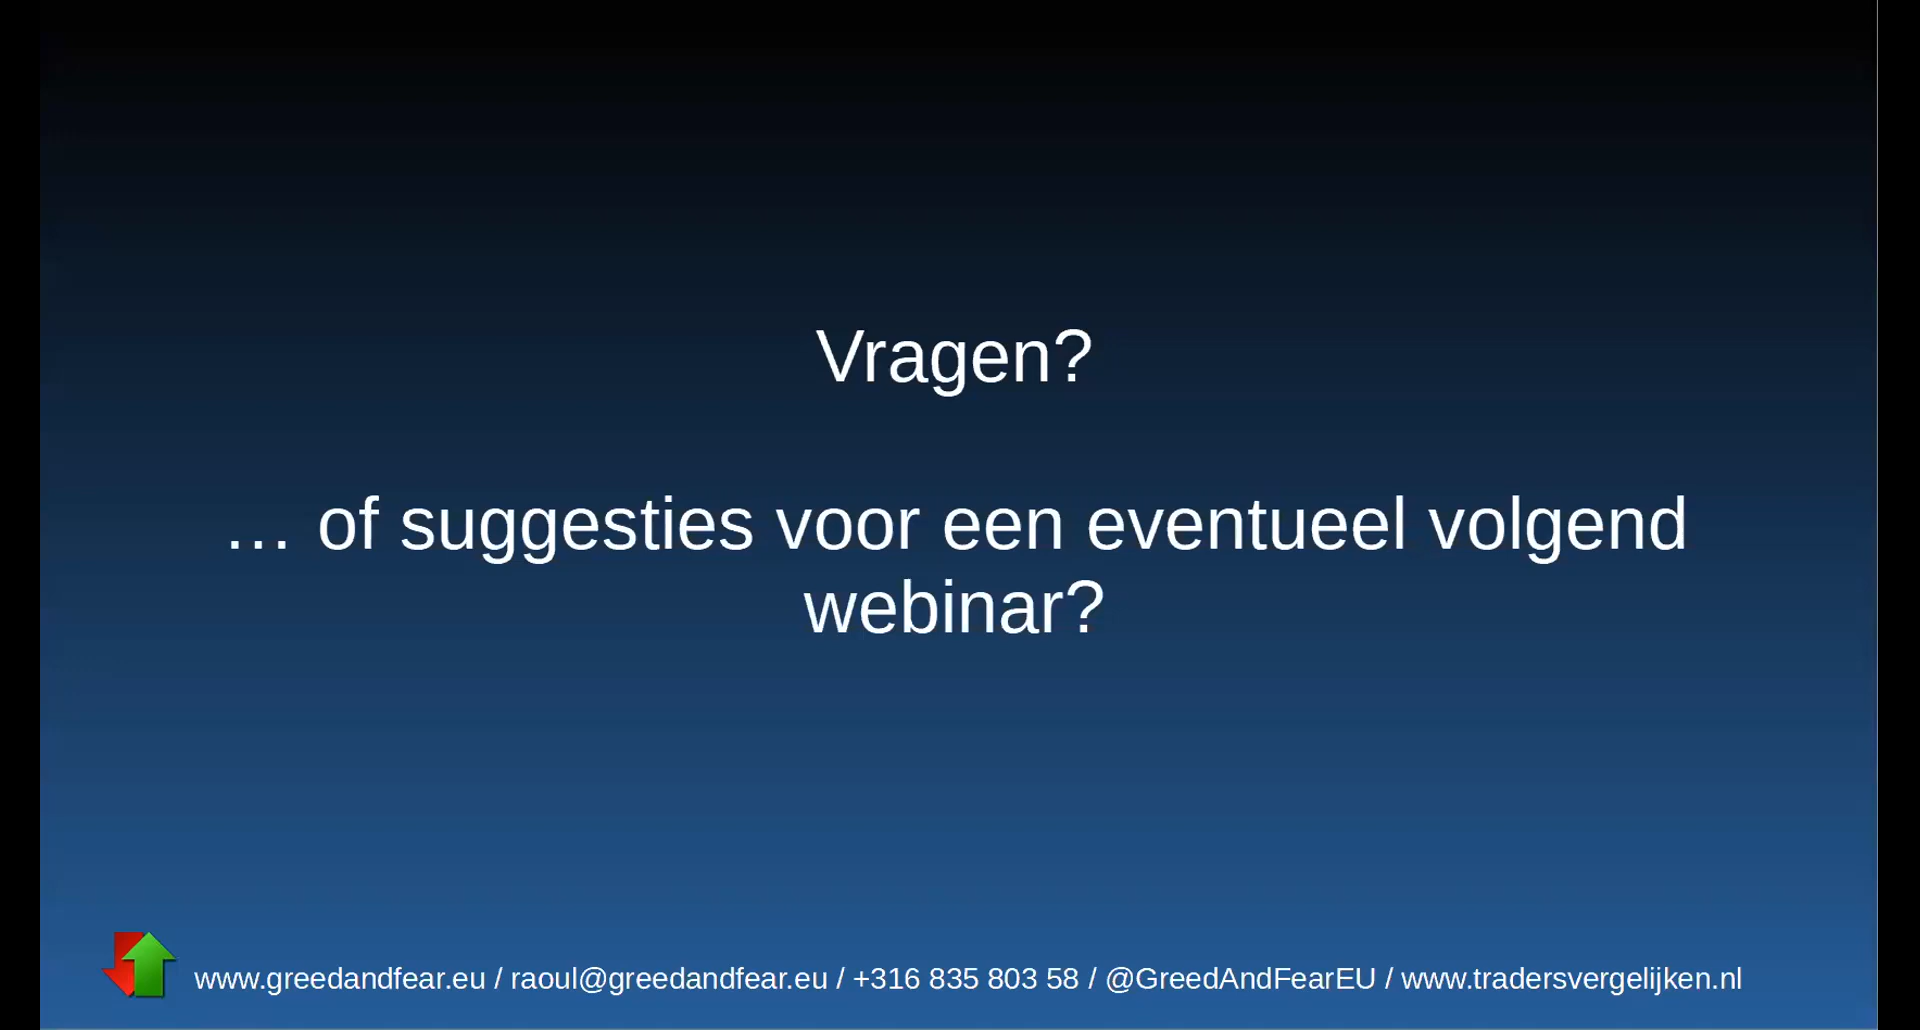 Vragen?
... of suggesties voor een eventueel volgend
webinar?
www.greedandfear.eu / raoul@greedandfear.eu / +316 835 803 58 / @GreedAndFearEU / www.tradersvergelijken.nl